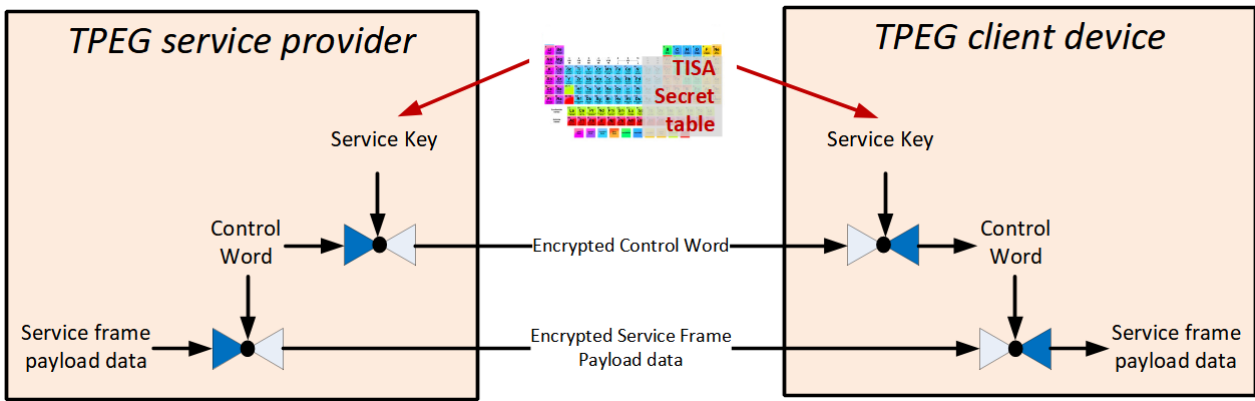 TPEG service provider
TISA
Secret
table
TPEG client device
Service Key
Service Key
Control
Word
Encrypted Control Word
Control
Word
Service frame
payload data
Encrypted Service Frame
Payload data
Service frame
payload data